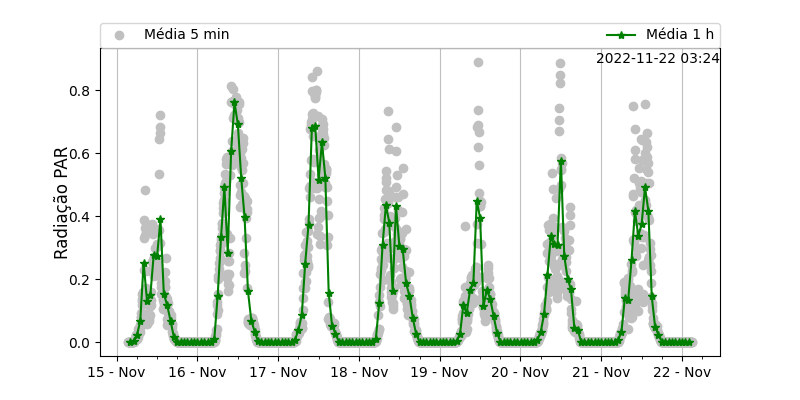 Média 5 min
Média 1 h
2022-11-22 03:24
Radiação PAR
0.8
0.6
0.4
0.2
0.0
15 - Nov
16 - Nov
17 - Nov
18 - Nov
19 - Nov
20 - Nov
21 - Nov
22 - Nov